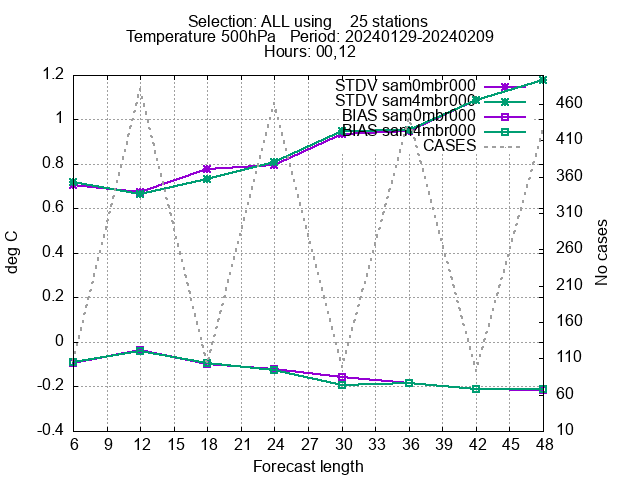 Selection: ALL using    25 stations
Temperature 500hPa   Period: 20240129-20240209
Hours: 00,12
STDV sam0mbr000
STDV sam4mbr000
BIAS sam0mbr000
BIAS sam4mbr000
CASES
1.2
1
0.8
0.6
0.4
0.2
0
-0.2
-0.4
deg C
460
410
360
310
260
210
160
110
60
10
No cases
6 9 12 15 18 21 24 27 30 33 36 39 42 45 48
Forecast length